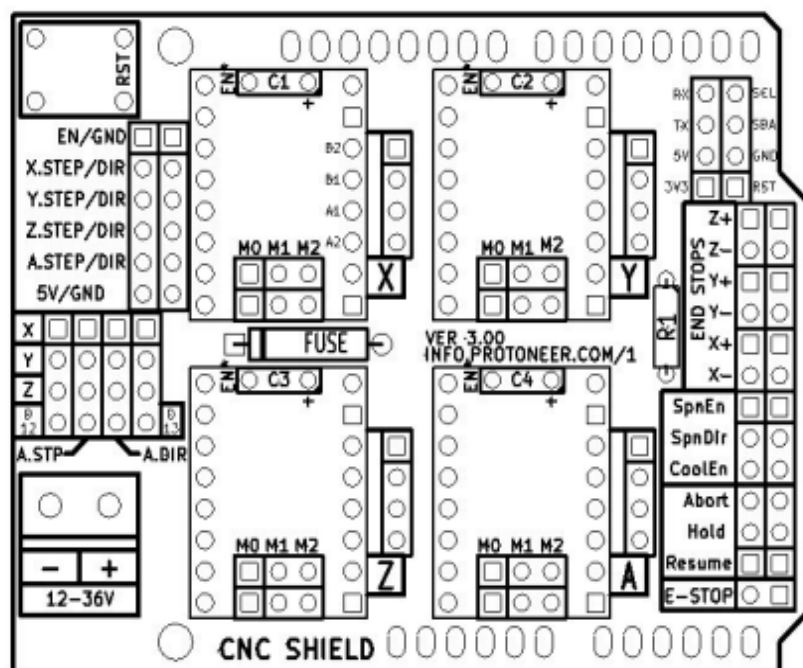 RST
EN/GND
X.STEP/DIR
Y.STEP/DIR
Z.STEP/DIR
A.STEP/DIR
5V/GND
X
Y
Z
D 12
D 13
A.STP
A.DIR
- +
12-36V
EN*
C1
+
B2
B1
A1
A2
M0 M1 M2
X
EN*
C2
+
M0 M1 M2
Y
FUSE
VER 3.00
INFO.PROTONEER.COM/1
R1
EN*
C3
+
M0 M1 M2
Z
EN*
C4
+
M0 M1 M2
A
CNC SHIELD
RX SCL
TX SDA
5V GND
3V3 RST
END STOPS
Z+
Z-
Y+
Y-
X+
X-
SpnEn
SpnDir
CoolEn
Abort
Hold
Resume
E-STOP